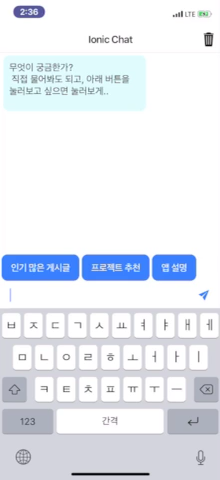 2:36
LTE
Ionic Chat
무엇이 궁금한가?
직접 물어봐도 되고, 아래 버튼을
눌러보고 싶으면 눌러보게..
인기 많은 게시글 프로젝트 추천 앱 설명
ㅂ ㅈ ㄷ ㄱ ㅅ ㅛ ㅕ ㅑ ㅐ ㅔ
ㅁ ㄴ ㅇ ㄹ ㅎ ㅗ ㅓ ㅏ ㅣ
ㅋ ㅌ ㅊ ㅍ ㅠ ㅜ ㅡ
123 간격